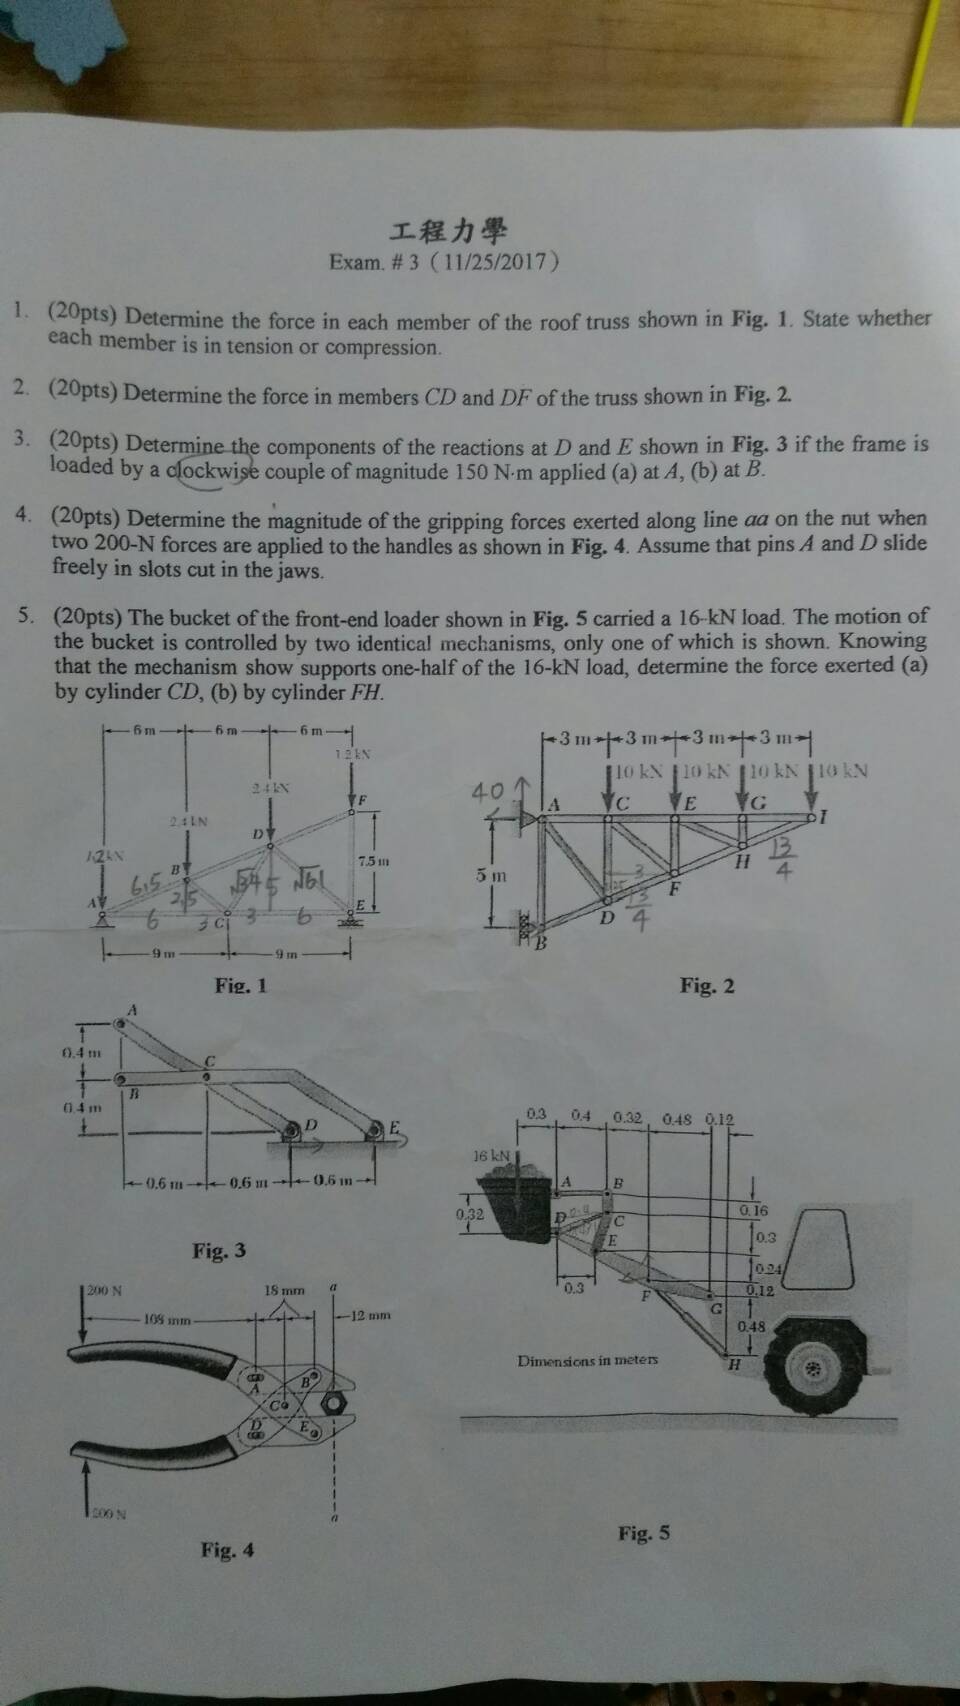 工程力學
Exam. # 3 ( 11/25/2017 )
1. (20pts) Determine the force in each member of the roof truss shown in Fig. 1. State whether
each member is in tension or compression.
2. (20pts) Determine the force in members CD and DF of the truss shown in Fig. 2.
3. (20pts) Determine the components of the reactions at D and E shown in Fig. 3 if the frame is
loaded by a clockwise couple of magnitude 150 N·m applied (a) at A, (b) at B.
4. (20pts) Determine the magnitude of the gripping forces exerted along line aa on the nut when
two 200-N forces are applied to the handles as shown in Fig. 4. Assume that pins A and D slide
freely in slots cut in the jaws.
5. (20pts) The bucket of the front-end loader shown in Fig. 5 carried a 16-kN load. The motion of
the bucket is controlled by two identical mechanisms, only one of which is shown. Knowing
that the mechanism show supports one-half of the 16-kN load, determine the force exerted (a)
by cylinder CD, (b) by cylinder FH.
6 m 6 m 6 m
1.2 kN
2.4 kN
F
D
2.4 kN
7.5 m
1.2 kN
B
6.5 √34 5 √61
2.5
A E
6 3 C 3 6
9 m 9 m
Fig. 1
3 m 3 m 3 m 3 m
10 kN 10 kN 10 kN 10 kN
40
A C E G I
5 m
H 13/4
3
F
D 13/4
B
Fig. 2
A
0.4 m
C
B
0.4 m
D E
0.6 m 0.6 m 0.6 m
Fig. 3
200 N
18 mm a
108 mm 12 mm
A B
C
D E
200 N
a
Fig. 4
0.3 0.4 0.32 0.48 0.12
16 kN
A B
0.16
0.32
D C
0.3
E
0.24
0.3 0.12
F G
0.48
H
Dimensions in meters
Fig. 5